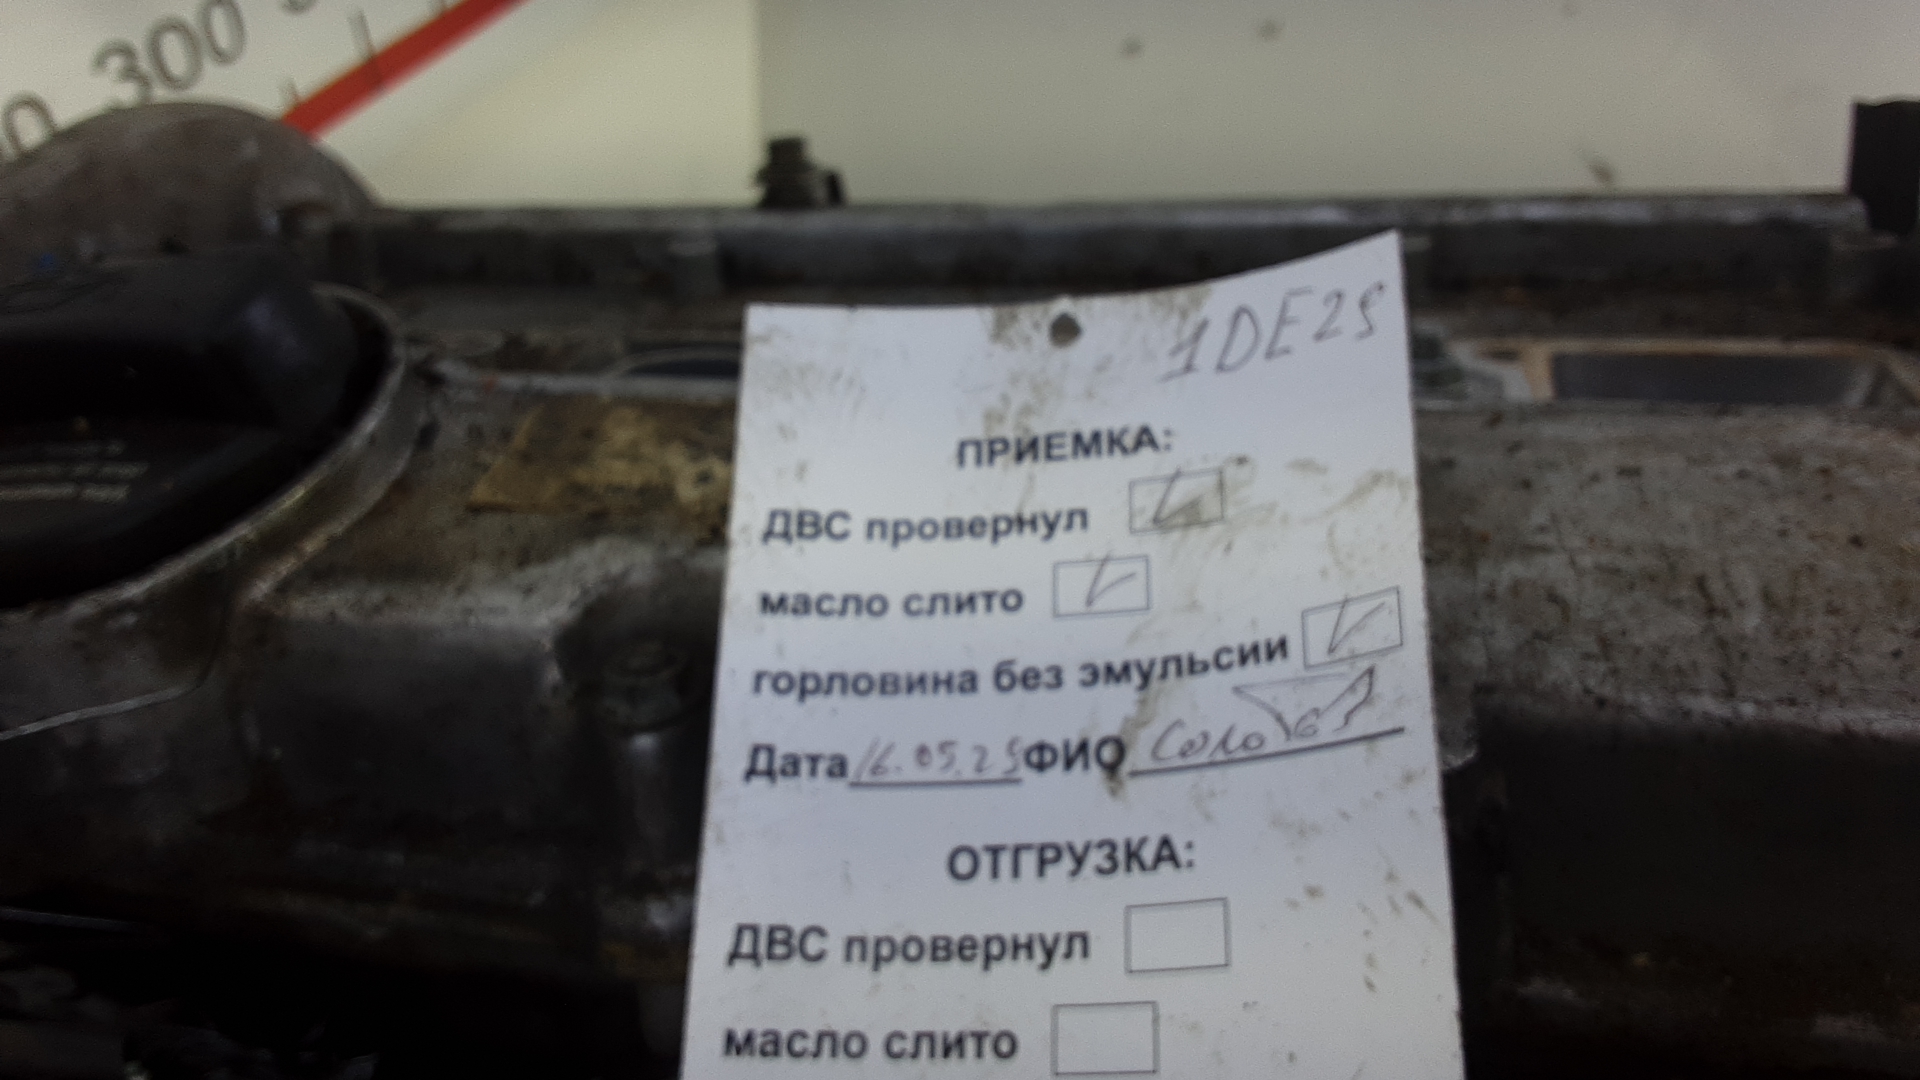 300
1DE25
ПРИЕМКА:
ДВС провернул
масло слито
горловина без эмульсии
Дата 16.05.25 ФИО
ОТГРУЗКА:
ДВС провернул
масло слито